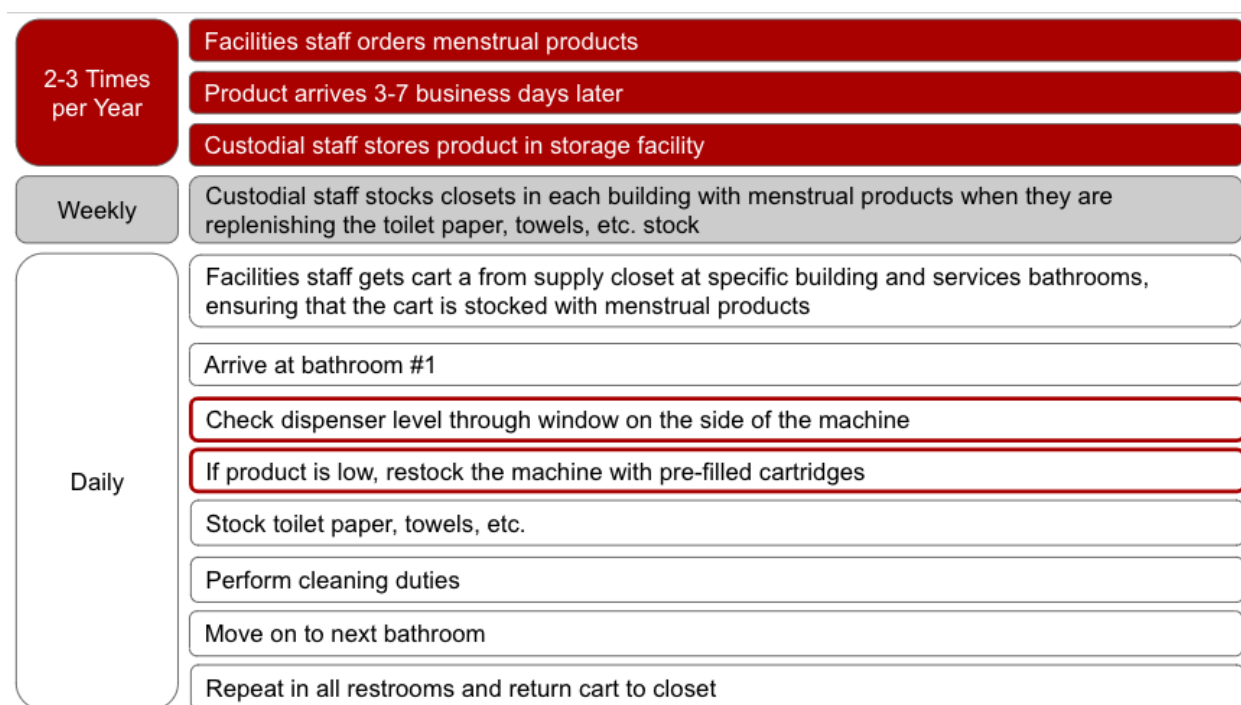 2-3 Times
per Year
Facilities staff orders menstrual products
Product arrives 3-7 business days later
Custodial staff stores product in storage facility
Weekly
Custodial staff stocks closets in each building with menstrual products when they are
replenishing the toilet paper, towels, etc. stock
Daily
Facilities staff gets cart a from supply closet at specific building and services bathrooms,
ensuring that the cart is stocked with menstrual products
Arrive at bathroom #1
Check dispenser level through window on the side of the machine
If product is low, restock the machine with pre-filled cartridges
Stock toilet paper, towels, etc.
Perform cleaning duties
Move on to next bathroom
Repeat in all restrooms and return cart to closet